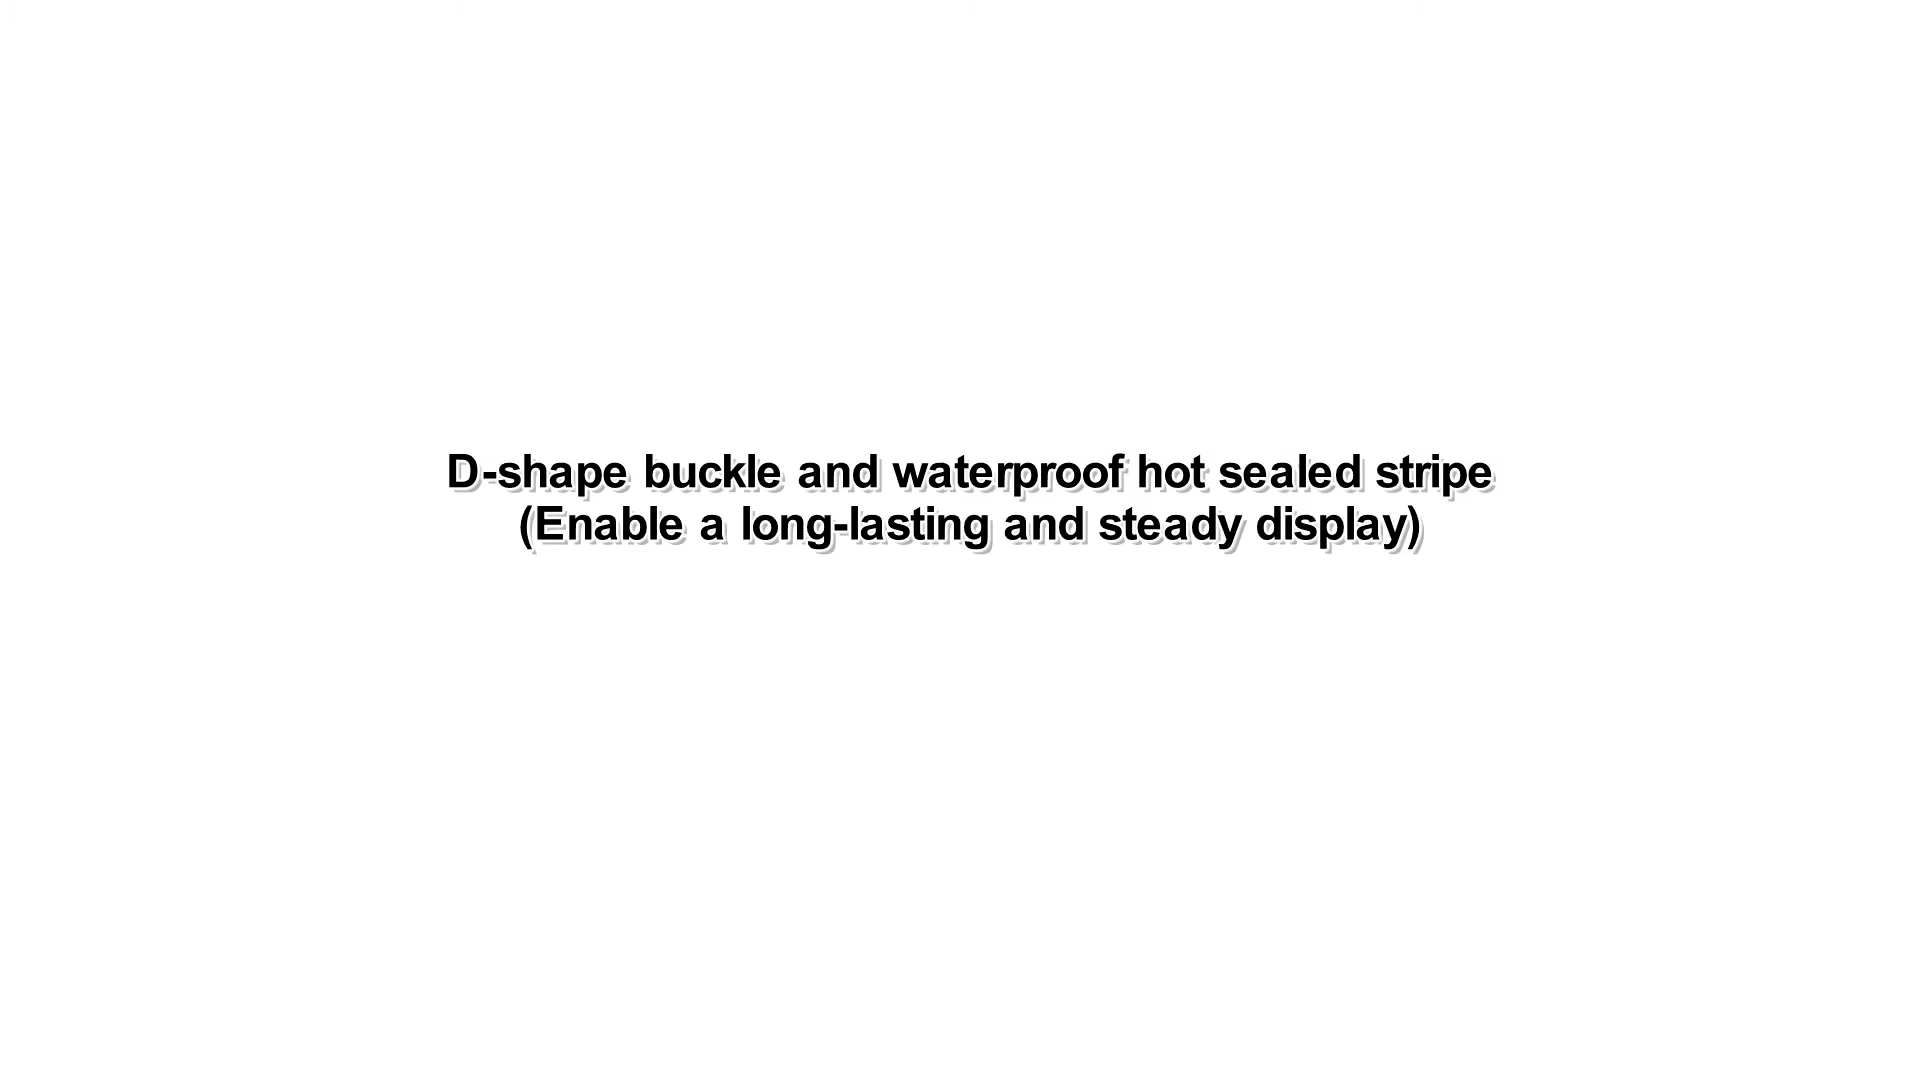 D-shape buckle and waterproof hot sealed stripe
(Enable a long-lasting and steady display)